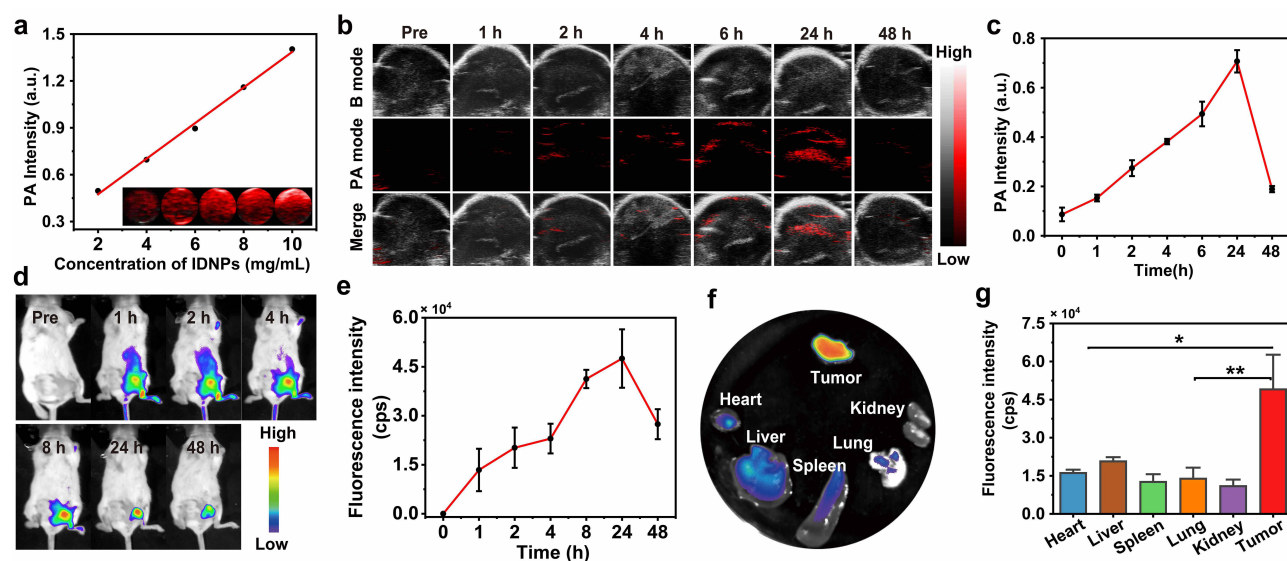 a
PA Intensity (a.u.)
1.5
1.2
0.9
0.6
0.3
2 4 6 8 10
Concentration of IDNPs (mg/mL)
b
Pre 1 h 2 h 4 h 6 h 24 h 48 h
B mode
PA mode
Merge
High
Low
c
PA Intensity (a.u.)
0.8
0.6
0.4
0.2
0.0
0 1 2 4 6 24 48
Time(h)
d
Pre 1 h 2 h 4 h
8 h 24 h 48 h
High
Low
e
× 10⁴
Fluorescence intensity
(cps)
6.0
4.5
3.0
1.5
0.0
0 1 2 4 8 24 48
Time (h)
f
Tumor
Heart
Kidney
Liver
Lung
Spleen
g
× 10⁴
Fluorescence intensity
(cps)
7.5
6.0
4.5
3.0
1.5
0.0
*
**
Heart Liver Spleen Lung Kidney Tumor